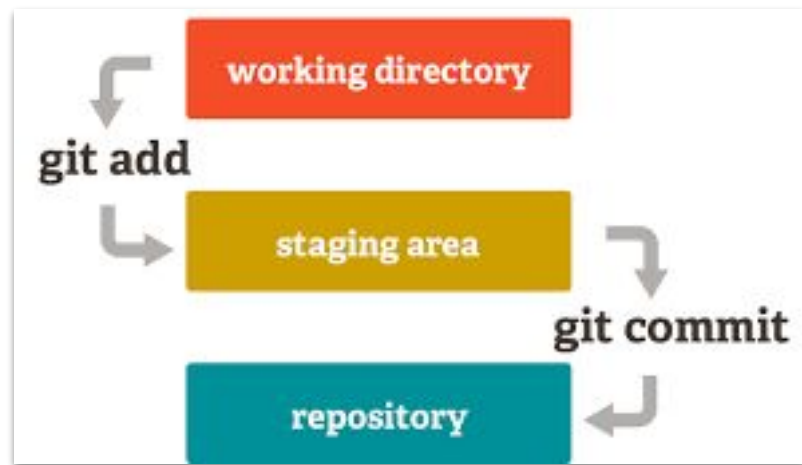 working directory
git add
staging area
git commit
repository